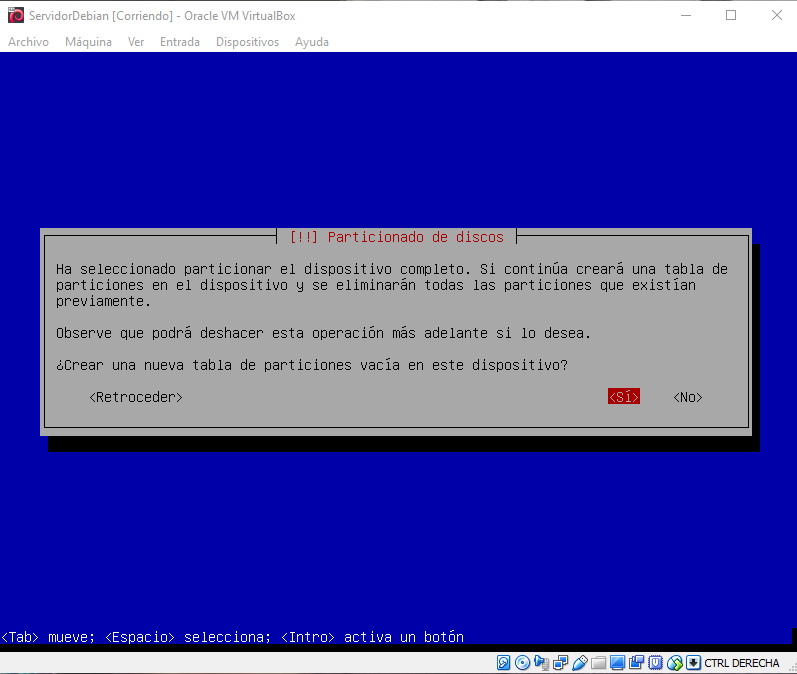 ServidorDebian [Corriendo] - Oracle VM VirtualBox
Archivo Máquina Ver Entrada Dispositivos Ayuda
[!!] Particionado de discos
Ha seleccionado particionar el dispositivo completo. Si continúa creará una tabla de
particiones en el dispositivo y se eliminarán todas las particiones que existían
previamente.
Observe que podrá deshacer esta operación más adelante si lo desea.
¿Crear una nueva tabla de particiones vacía en este dispositivo?
<Retroceder> <Sí> <No>
<Tab> mueve; <Espacio> selecciona; <Intro> activa un botón
CTRL DERECHA